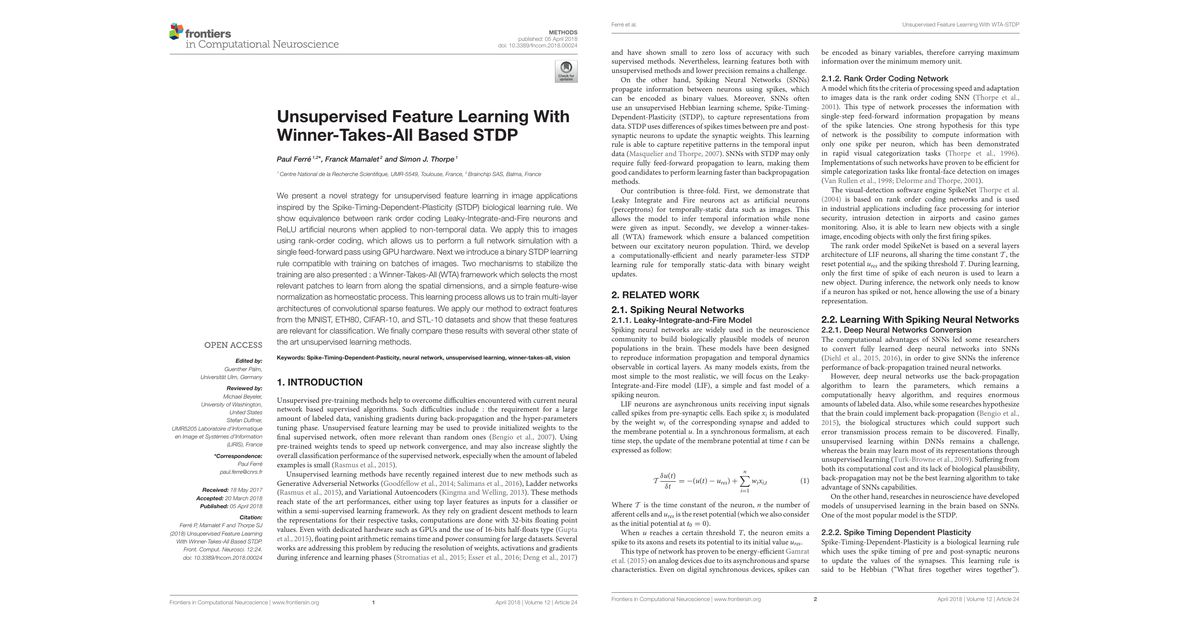 frontiers
in Computational Neuroscience
METHODS
published: 05 April 2018
doi: 10.3389/fncom.2018.00024
Check for
updates
Unsupervised Feature Learning With
Winner-Takes-All Based STDP
Paul Ferré 1,2*, Franck Mamalet 2 and Simon J. Thorpe 1
1 Centre National de la Recherche Scientifique, UMR-5549, Toulouse, France, 2 Brainchip SAS, Balma, France
We present a novel strategy for unsupervised feature learning in image applications
inspired by the Spike-Timing-Dependent-Plasticity (STDP) biological learning rule. We
show equivalence between rank order coding Leaky-Integrate-and-Fire neurons and
ReLU artificial neurons when applied to non-temporal data. We apply this to images
using rank-order coding, which allows us to perform a full network simulation with a
single feed-forward pass using GPU hardware. Next we introduce a binary STDP learning
rule compatible with training on batches of images. Two mechanisms to stabilize the
training are also presented : a Winner-Takes-All (WTA) framework which selects the most
relevant patches to learn from along the spatial dimensions, and a simple feature-wise
normalization as homeostatic process. This learning process allows us to train multi-layer
architectures of convolutional sparse features. We apply our method to extract features
from the MNIST, ETH80, CIFAR-10, and STL-10 datasets and show that these features
are relevant for classification. We finally compare these results with several other state of
the art unsupervised learning methods.
Keywords: Spike-Timing-Dependent-Pasticity, neural network, unsupervised learning, winner-takes-all, vision
OPEN ACCESS
Edited by:
Guenther Palm,
Universität Ulm, Germany
Reviewed by:
Michael Beyeler,
University of Washington,
United States
Stefan Duffner,
UMR5205 Laboratoire d'Informatique
en Image et Systèmes d'Information
(LIRIS), France
*Correspondence:
Paul Ferré
paul.ferre@cnrs.fr
Received: 18 May 2017
Accepted: 20 March 2018
Published: 05 April 2018
Citation:
Ferré P, Mamalet F and Thorpe SJ
(2018) Unsupervised Feature Learning
With Winner-Takes-All Based STDP.
Front. Comput. Neurosci. 12:24.
doi: 10.3389/fncom.2018.00024
1. INTRODUCTION
Unsupervised pre-training methods help to overcome difficulties encountered with current neural
network based supervised algorithms. Such difficulties include : the requirement for a large
amount of labeled data, vanishing gradients during back-propagation and the hyper-parameters
tuning phase. Unsupervised feature learning may be used to provide initialized weights to the
final supervised network, often more relevant than random ones (Bengio et al., 2007). Using
pre-trained weights tends to speed up network convergence, and may also increase slightly the
overall classification performance of the supervised network, especially when the amount of labeled
examples is small (Rasmus et al., 2015).
Unsupervised learning methods have recently regained interest due to new methods such as
Generative Adverserial Networks (Goodfellow et al., 2014; Salimans et al., 2016), Ladder networks
(Rasmus et al., 2015), and Variational Autoencoders (Kingma and Welling, 2013). These methods
reach state of the art performances, either using top layer features as inputs for a classifier or
within a semi-supervised learning framework. As they rely on gradient descent methods to learn
the representations for their respective tasks, computations are done with 32-bits floating point
values. Even with dedicated hardware such as GPUs and the use of 16-bits half-floats type (Gupta
et al., 2015), floating point arithmetic remains time and power consuming for large datasets. Several
works are addressing this problem by reducing the resolution of weights, activations and gradients
during inference and learning phases (Stromatias et al., 2015; Esser et al., 2016; Deng et al., 2017)
Frontiers in Computational Neuroscience | www.frontiersin.org
1
April 2018 | Volume 12 | Article 24
Ferré et al.
Unsupervised Feature Learning With WTA-STDP
and have shown small to zero loss of accuracy with such
supervised methods. Nevertheless, learning features both with
unsupervised methods and lower precision remains a challenge.
On the other hand, Spiking Neural Networks (SNNs)
propagate information between neurons using spikes, which
can be encoded as binary values. Moreover, SNNs often
use an unsupervised Hebbian learning scheme, Spike-Timing-
Dependent-Plasticity (STDP), to capture representations from
data. STDP uses differences of spikes times between pre and post-
synaptic neurons to update the synaptic weights. This learning
rule is able to capture repetitive patterns in the temporal input
data (Masquelier and Thorpe, 2007). SNNs with STDP may only
require fully feed-forward propagation to learn, making them
good candidates to perform learning faster than backpropagation
methods.
Our contribution is three-fold. First, we demonstrate that
Leaky Integrate and Fire neurons act as artificial neurons
(perceptrons) for temporally-static data such as images. This
allows the model to infer temporal information while none
were given as input. Secondly, we develop a winner-takes-
all (WTA) framework which ensure a balanced competition
between our excitatory neuron population. Third, we develop
a computationally-efficient and nearly parameter-less STDP
learning rule for temporally static-data with binary weight
updates.
2. RELATED WORK
2.1. Spiking Neural Networks
2.1.1. Leaky-Integrate-and-Fire Model
Spiking neural networks are widely used in the neuroscience
community to build biologically plausible models of neuron
populations in the brain. These models have been designed
to reproduce information propagation and temporal dynamics
observable in cortical layers. As many models exists, from the
most simple to the most realistic, we will focus on the Leaky-
Integrate-and-Fire model (LIF), a simple and fast model of a
spiking neuron.
LIF neurons are asynchronous units receiving input signals
called spikes from pre-synaptic cells. Each spike xi is modulated
by the weight wi of the corresponding synapse and added to
the membrane potential u. In a synchronous formalism, at each
time step, the update of the membrane potential at time t can be
expressed as follow:
T δu(t)/δt = −(u(t) − ures) + ∑ i=1 n wi xi,t (1)
Where T is the time constant of the neuron, n the number of
afferent cells and ures is the reset potential (which we also consider
as the initial potential at t0 = 0).
When u reaches a certain threshold T, the neuron emits a
spike to its axons and resets its potential to its initial value ures.
This type of network has proven to be energy-efficient Gamrat
et al. (2015) on analog devices due to its asynchronous and sparse
characteristics. Even on digital synchronous devices, spikes can
be encoded as binary variables, therefore carrying maximum
information over the minimum memory unit.
2.1.2. Rank Order Coding Network
A model which fits the criteria of processing speed and adaptation
to images data is the rank order coding SNN (Thorpe et al.,
2001). This type of network processes the information with
single-step feed-forward information propagation by means
of the spike latencies. One strong hypothesis for this type
of network is the possibility to compute information with
only one spike per neuron, which has been demonstrated
in rapid visual categorization tasks (Thorpe et al., 1996).
Implementations of such networks have proven to be efficient for
simple categorization tasks like frontal-face detection on images
(Van Rullen et al., 1998; Delorme and Thorpe, 2001).
The visual-detection software engine SpikeNet Thorpe et al.
(2004) is based on rank order coding networks and is used
in industrial applications including face processing for interior
security, intrusion detection in airports and casino games
monitoring. Also, it is able to learn new objects with a single
image, encoding objects with only the first firing spikes.
The rank order model SpikeNet is based on a several layers
architecture of LIF neurons, all sharing the time constant T, the
reset potential ures and the spiking threshold T. During learning,
only the first time of spike of each neuron is used to learn a
new object. During inference, the network only needs to know
if a neuron has spiked or not, hence allowing the use of a binary
representation.
2.2. Learning With Spiking Neural Networks
2.2.1. Deep Neural Networks Conversion
The computational advantages of SNNs led some researchers
to convert fully learned deep neural networks into SNNs
(Diehl et al., 2015, 2016), in order to give SNNs the inference
performance of back-propagation trained neural networks.
However, deep neural networks use the back-propagation
algorithm to learn the parameters, which remains a
computationally heavy algorithm, and requires enormous
amounts of labeled data. Also, while some researches hypothesize
that the brain could implement back-propagation (Bengio et al.,
2015), the biological structures which could support such
error transmission process remain to be discovered. Finally,
unsupervised learning within DNNs remains a challenge,
whereas the brain may learn most of its representations through
unsupervised learning (Turk-Browne et al., 2009). Suffering from
both its computational cost and its lack of biological plausibility,
back-propagation may not be the best learning algorithm to take
advantage of SNNs capabilities.
On the other hand, researches in neuroscience have developed
models of unsupervised learning in the brain based on SNNs.
One of the most popular model is the STDP.
2.2.2. Spike Timing Dependent Plasticity
Spike-Timing-Dependent-Plasticity is a biological learning rule
which uses the spike timing of pre and post-synaptic neurons
to update the values of the synapses. This learning rule is
said to be Hebbian ("What fires together wires together").
Frontiers in Computational Neuroscience | www.frontiersin.org
2
April 2018 | Volume 12 | Article 24